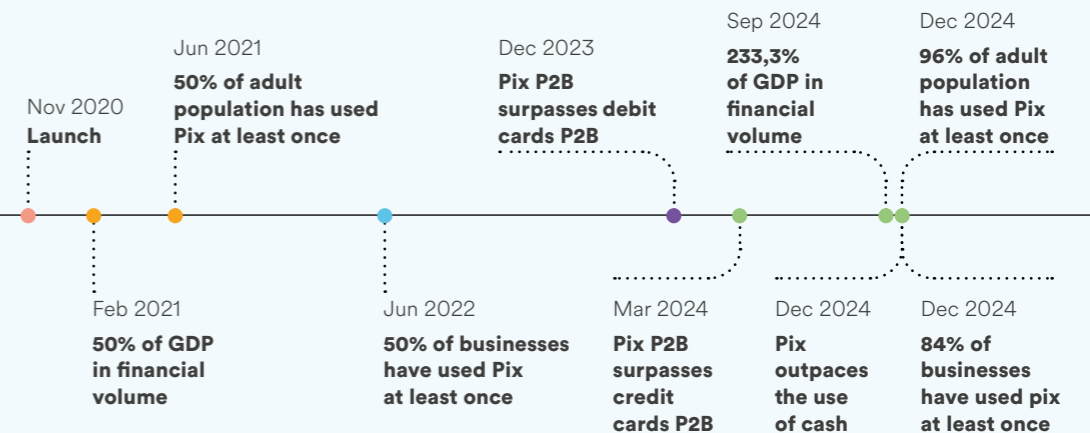 Nov 2020
Launch
Jun 2021
50% of adult
population has used
Pix at least once
Dec 2023
Pix P2B
surpasses debit
cards P2B
Sep 2024
233,3%
of GDP in
financial
volume
Dec 2024
96% of adult
population
has used Pix
at least once
Feb 2021
50% of GDP
in financial
volume
Jun 2022
50% of businesses
have used Pix
at least once
Mar 2024
Pix P2B
surpasses
credit
cards P2B
Dec 2024
Pix
outpaces
the use
of cash
Dec 2024
84% of
businesses
have used pix
at least once